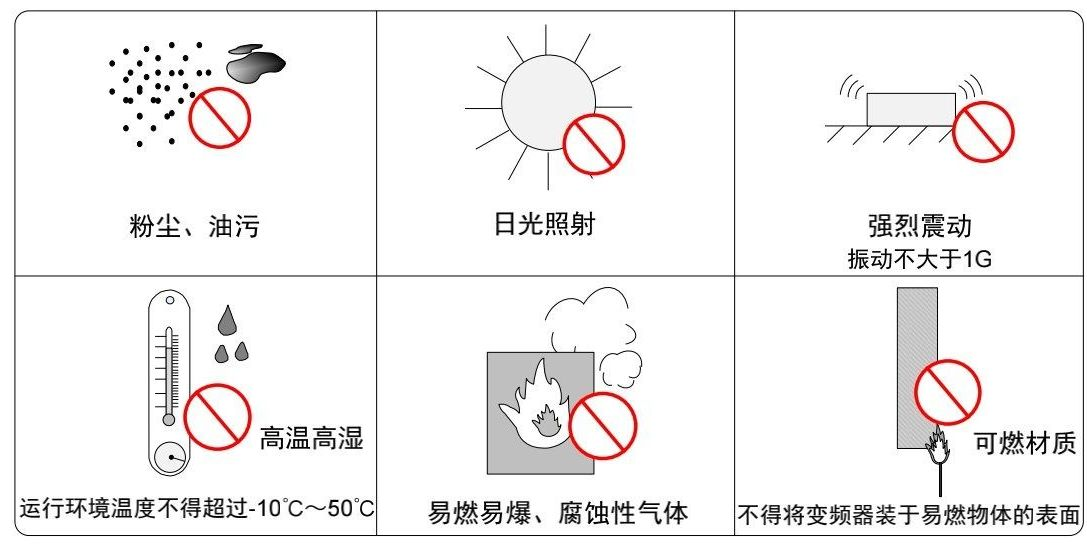 粉尘、油污
日光照射
强烈震动
振动不大于1G
高温高湿
运行环境温度不得超过-10℃～50℃
易燃易爆、腐蚀性气体
可燃材质
不得将变频器装于易燃物体的表面